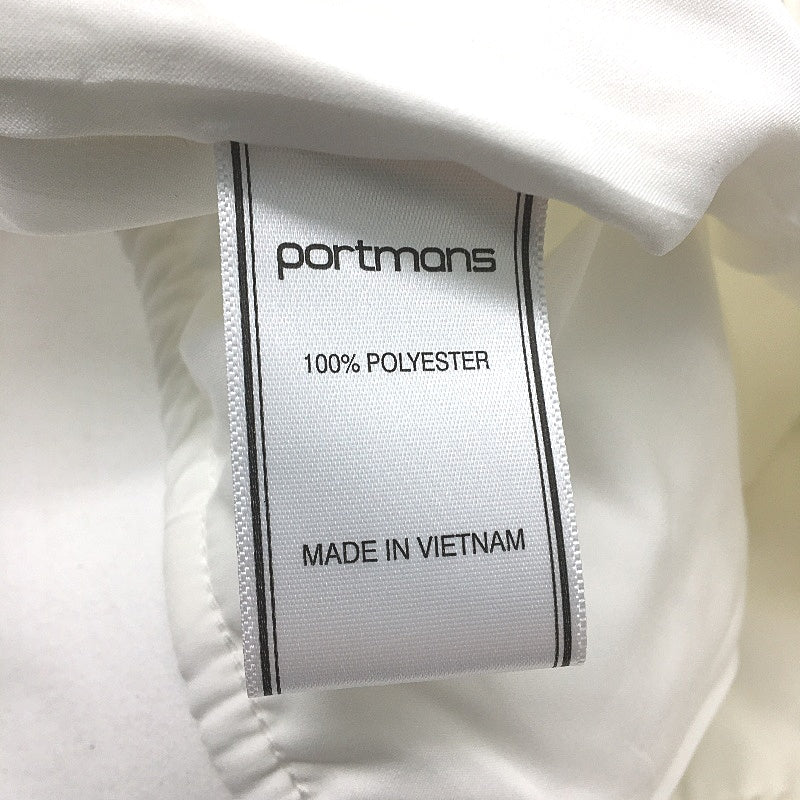 portmans
100% POLYESTER
MADE IN VIETNAM